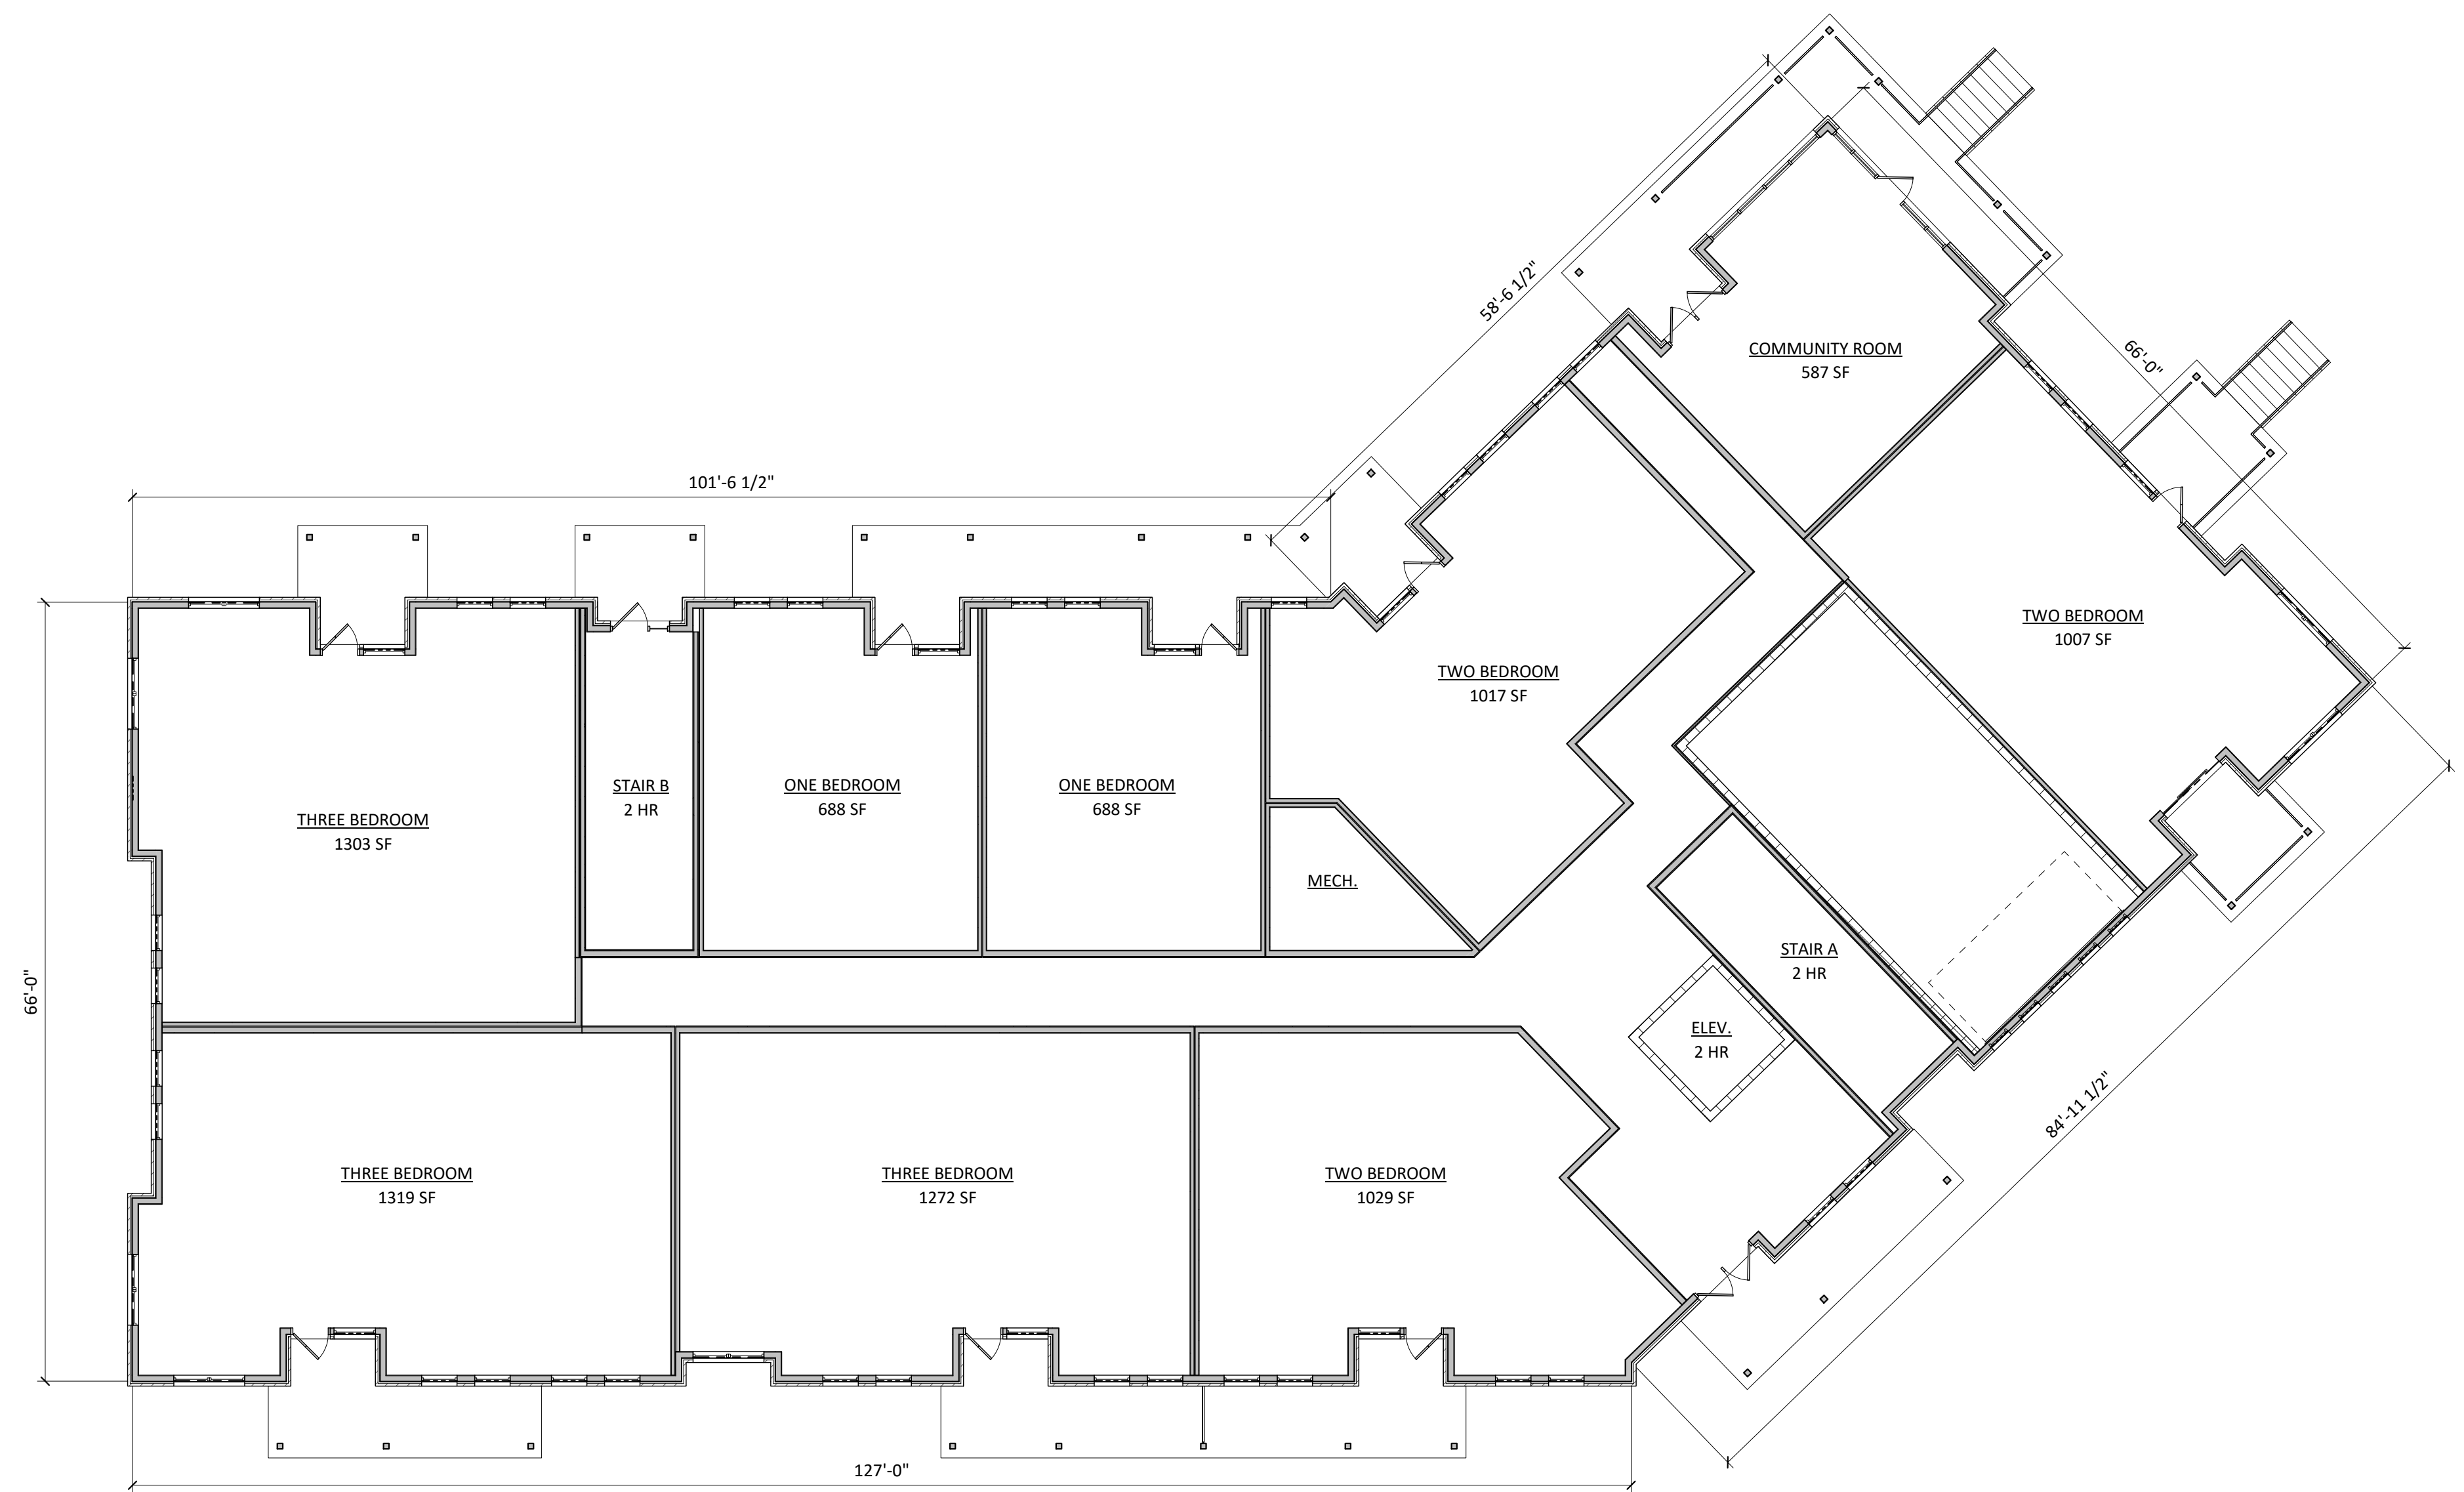 58'-6 1/2"
COMMUNITY ROOM
587 SF
66'-0"
101'-6 1/2"
TWO BEDROOM
1007 SF
TWO BEDROOM
1017 SF
STAIR B
2 HR
ONE BEDROOM
688 SF
ONE BEDROOM
688 SF
THREE BEDROOM
1303 SF
MECH.
STAIR A
2 HR
66'-0"
ELEV.
2 HR
84'-11 1/2"
THREE BEDROOM
1319 SF
THREE BEDROOM
1272 SF
TWO BEDROOM
1029 SF
127'-0"